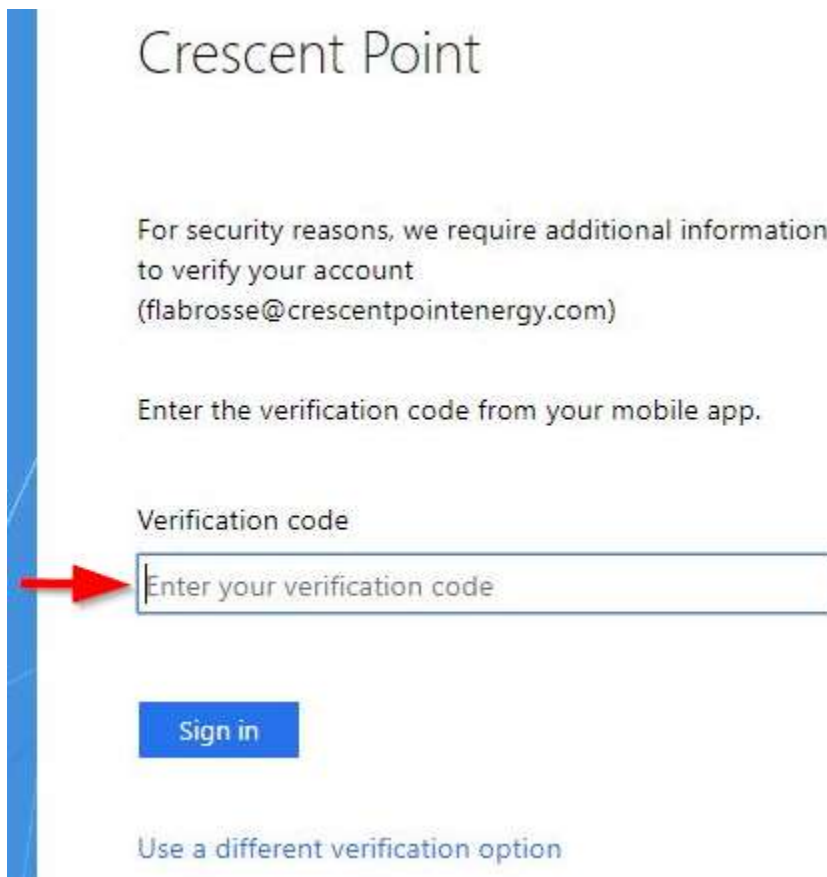 Crescent Point
For security reasons, we require additional information
to verify your account
(flabrosse@crescentpointenergy.com)
Enter the verification code from your mobile app.
Verification code
Enter your verification code
Sign in
Use a different verification option